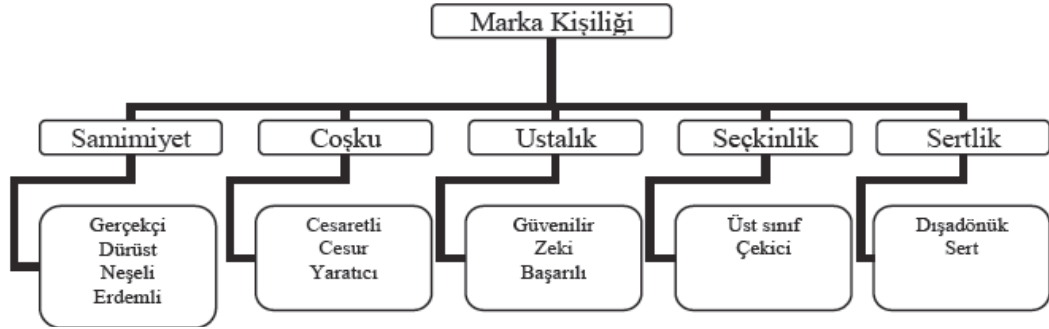 Marka Kişiliği
Samimiyet
Coşku
Ustalık
Seçkinlik
Sertlik
Gerçekçi
Dürüst
Neşeli
Erdemli
Cesaretli
Cesur
Yaratıcı
Güvenilir
Zeki
Başarılı
Üst sınıf
Çekici
Dışadönük
Sert